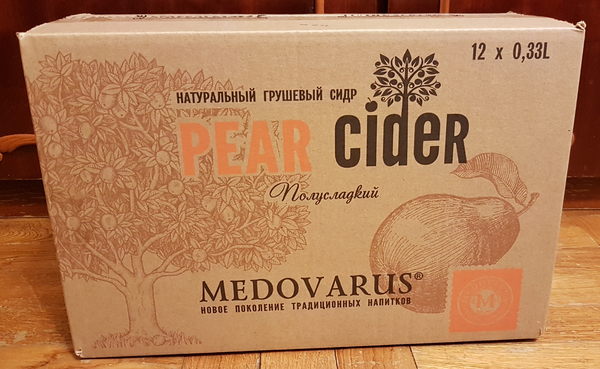 12 x 0,33L
НАТУРАЛЬНЫЙ ГРУШЕВЫЙ СИДР
PEAR CideR
Полусладкий
MEDOVARUS®
НОВОЕ ПОКОЛЕНИЕ ТРАДИЦИОННЫХ НАПИТКОВ
M